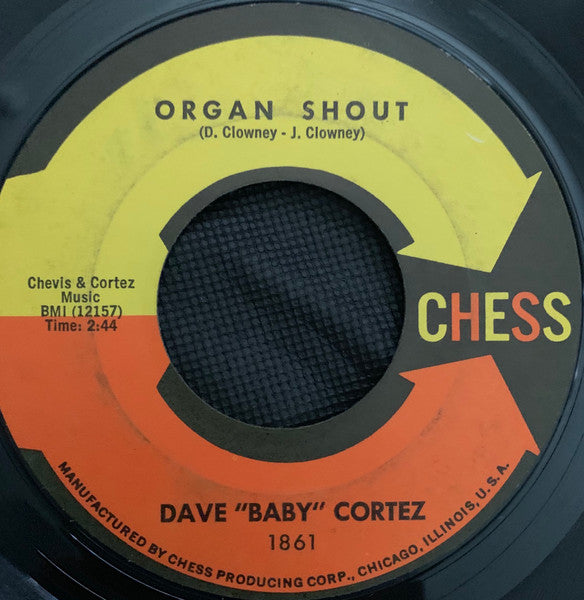 ORGAN SHOUT
(D. Clowney - J. Clowney)
Chevis & Cortez
Music
BMI (12157)
Time: 2:44
CHESS
DAVE "BABY" CORTEZ
1861
MANUFACTURED BY CHESS PRODUCING CORP., CHICAGO, ILLINOIS, U.S.A.